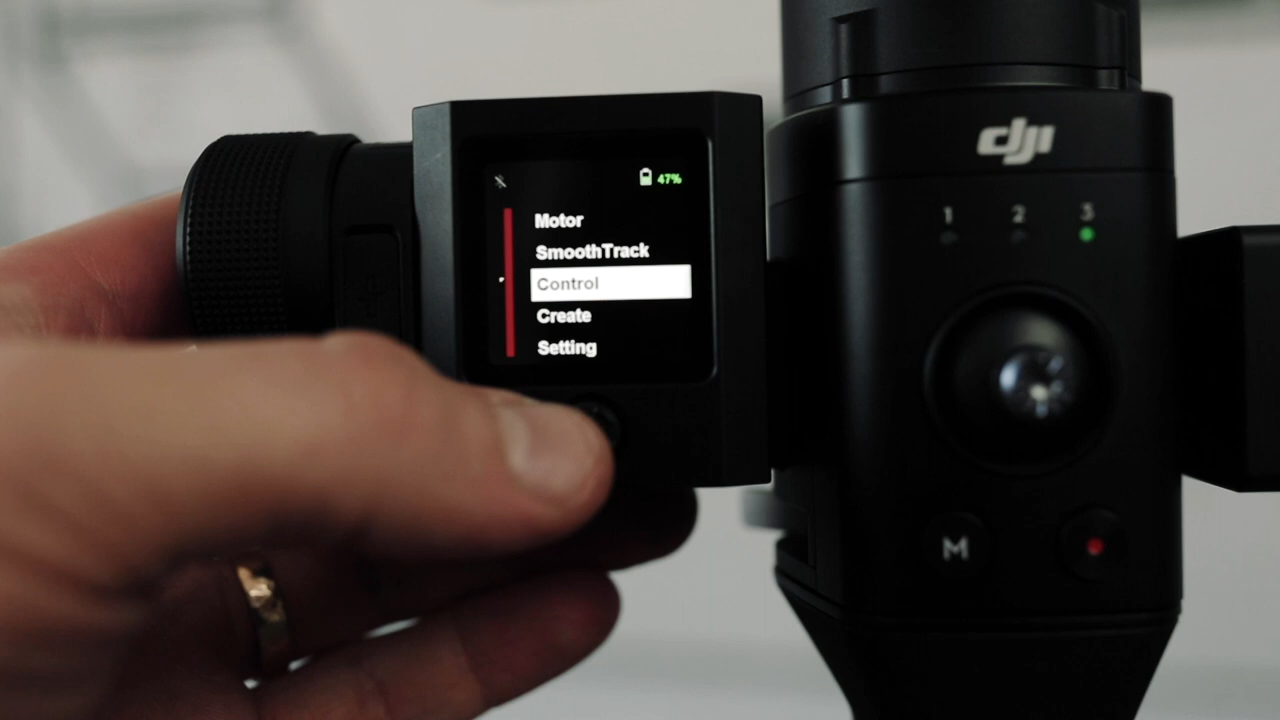 47%
Motor
SmoothTrack
Control
Create
Setting
dji
1 2 3
M